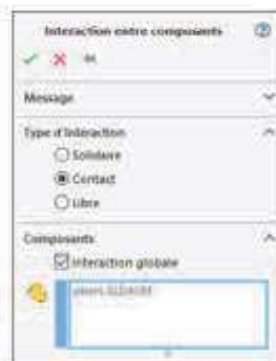 Interaction entre composants
Message
Type d'interaction
Solidaire
Contact
Libre
Composants
Interaction globale